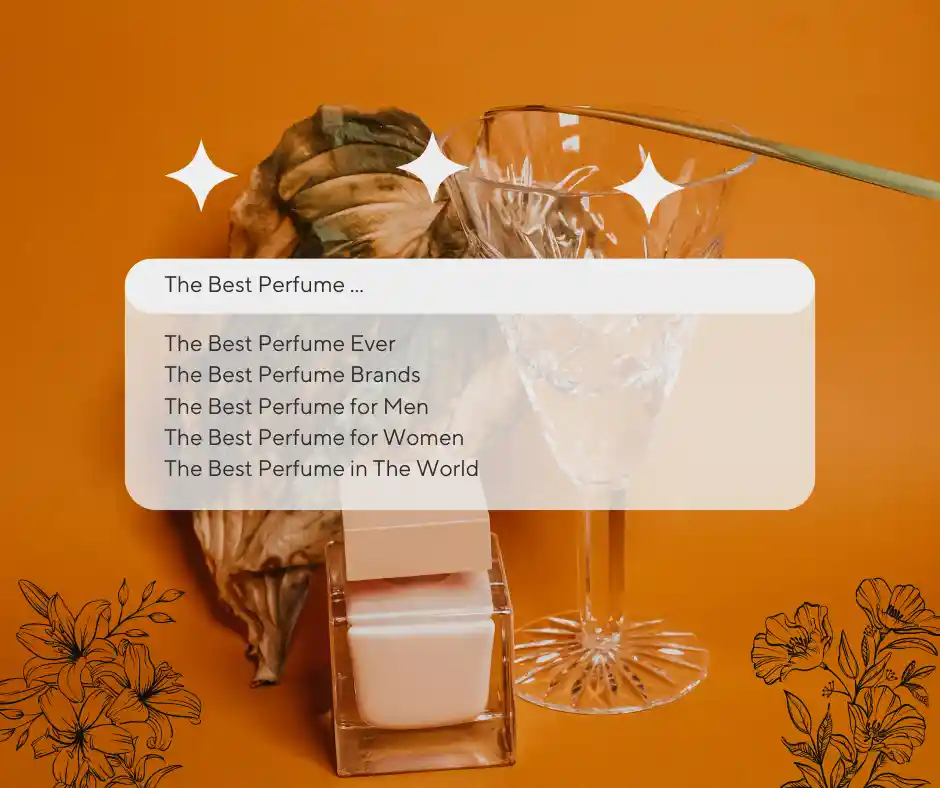 The Best Perfume ...
The Best Perfume Ever
The Best Perfume Brands
The Best Perfume for Men
The Best Perfume for Women
The Best Perfume in The World